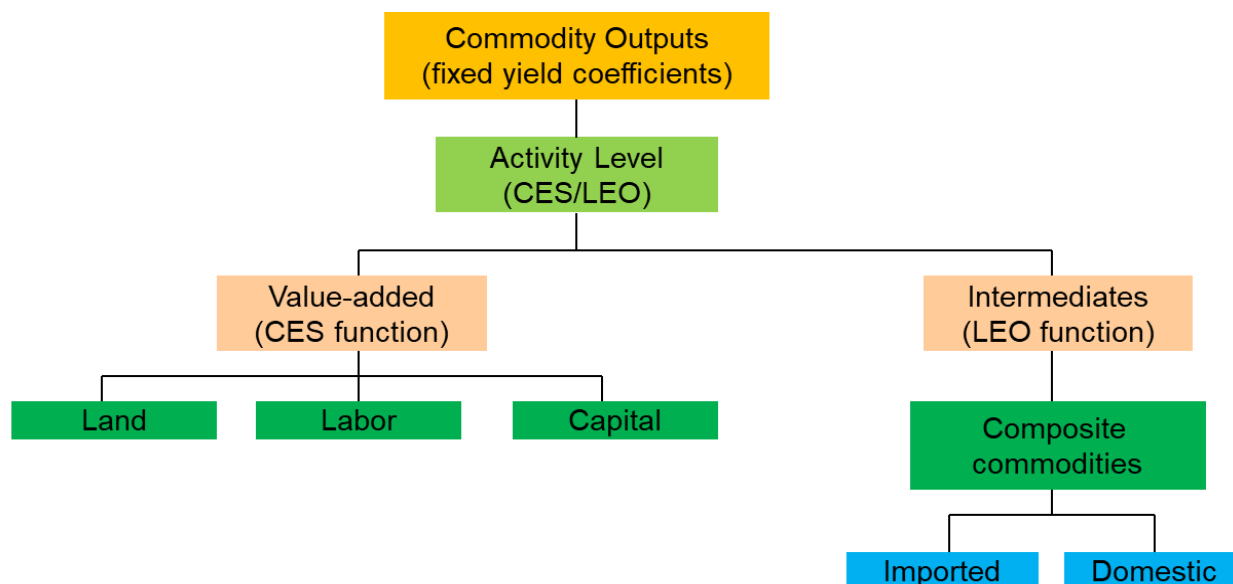 Commodity Outputs
(fixed yield coefficients)
Activity Level
(CES/LEO)
Value-added
(CES function)
Intermediates
(LEO function)
Land
Labor
Capital
Composite
commodities
Imported
Domestic